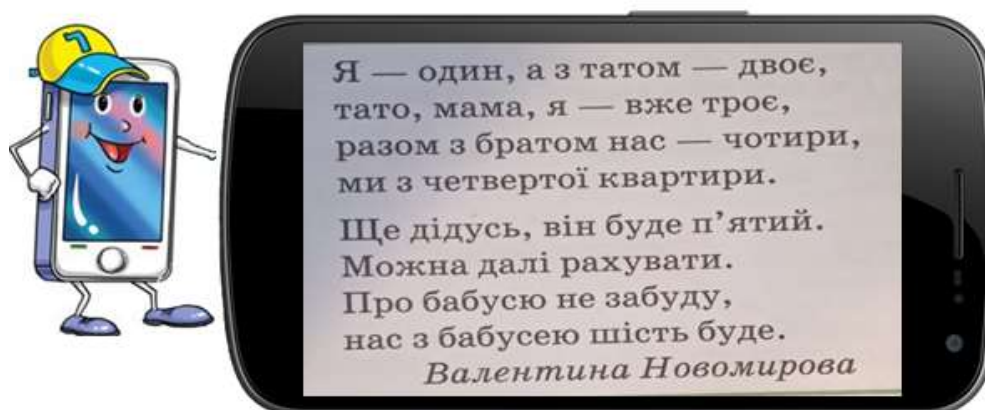 Я — один, а з татом — двоє,
тато, мама, я — вже троє,
разом з братом нас — чотири,
ми з четвертої квартири.
Ще дідусь, він буде п’ятий.
Можна далі рахувати.
Про бабусю не забуду,
нас з бабусею шість буде.
Валентина Новомирова